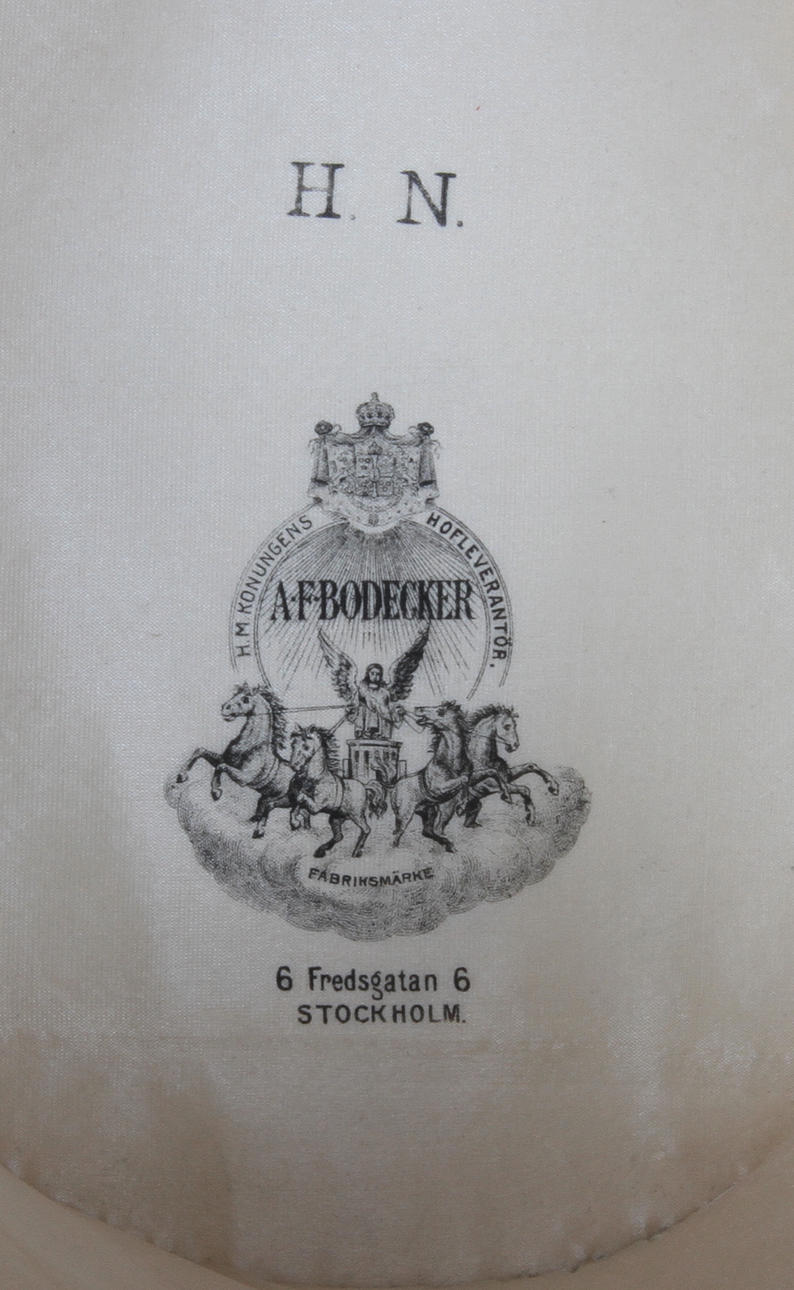 H. N.
H. M KONUNGENS HOFLEVERANTÖR.
A·F·BODECKER
FABRIKSMÄRKE
6 Fredsgatan 6
STOCKHOLM.